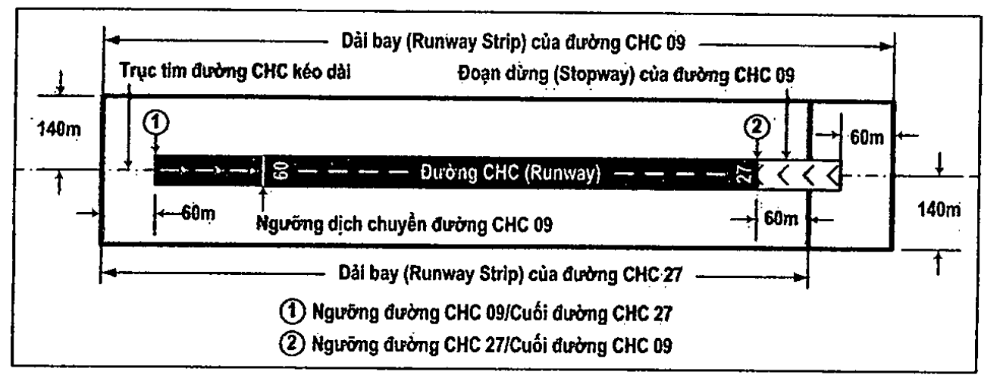 Dải bay (Runway Strip) của đường CHC 09
Trục tim đường CHC kéo dài
Đoạn dừng (Stopway) của đường CHC 09
140m
1
2
60m
09
Đường CHC (Runway)
27
60m
Ngưỡng dịch chuyển đường CHC 09
60m
140m
Dải bay (Runway Strip) của đường CHC 27
1 Ngưỡng đường CHC 09/Cuối đường CHC 27
2 Ngưỡng đường CHC 27/Cuối đường CHC 09